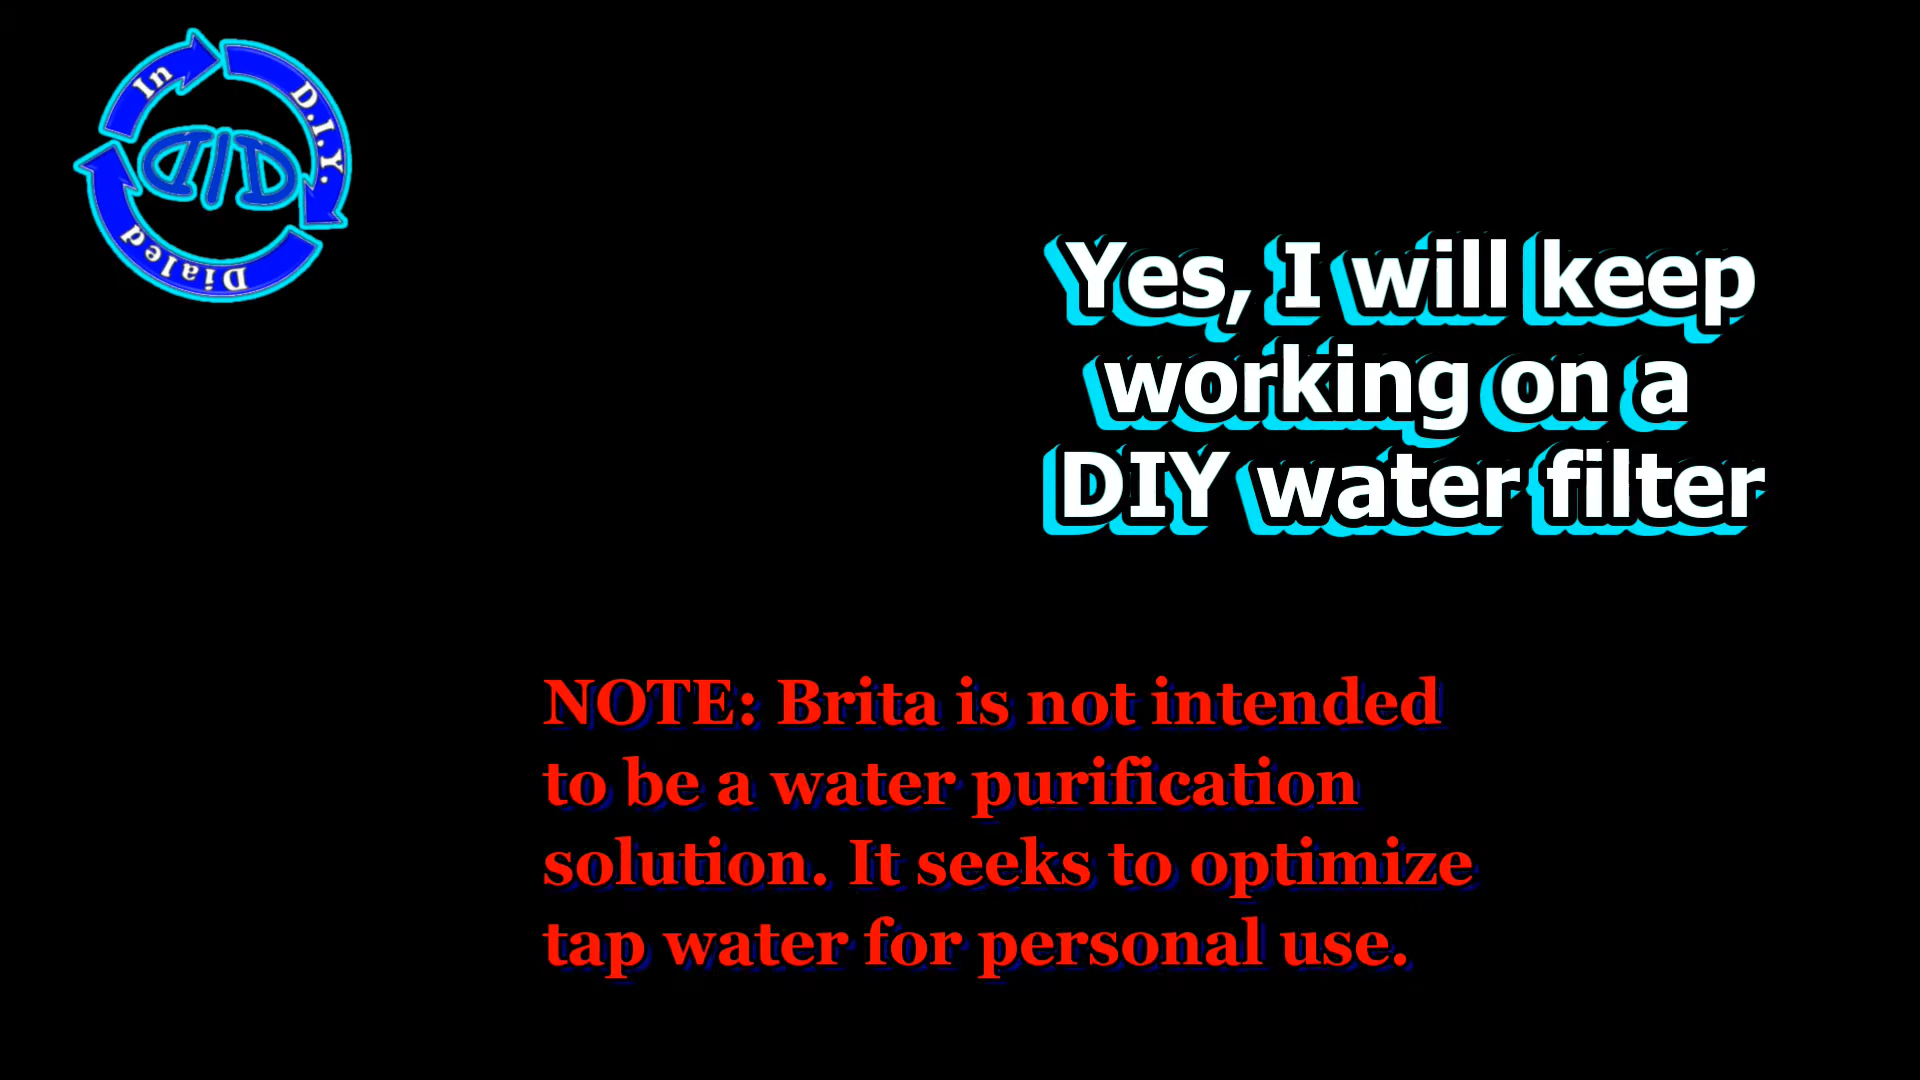 Dialed In D.I.Y.
DID
Yes, I will keep
working on a
DIY water filter
NOTE: Brita is not intended
to be a water purification
solution. It seeks to optimize
tap water for personal use.